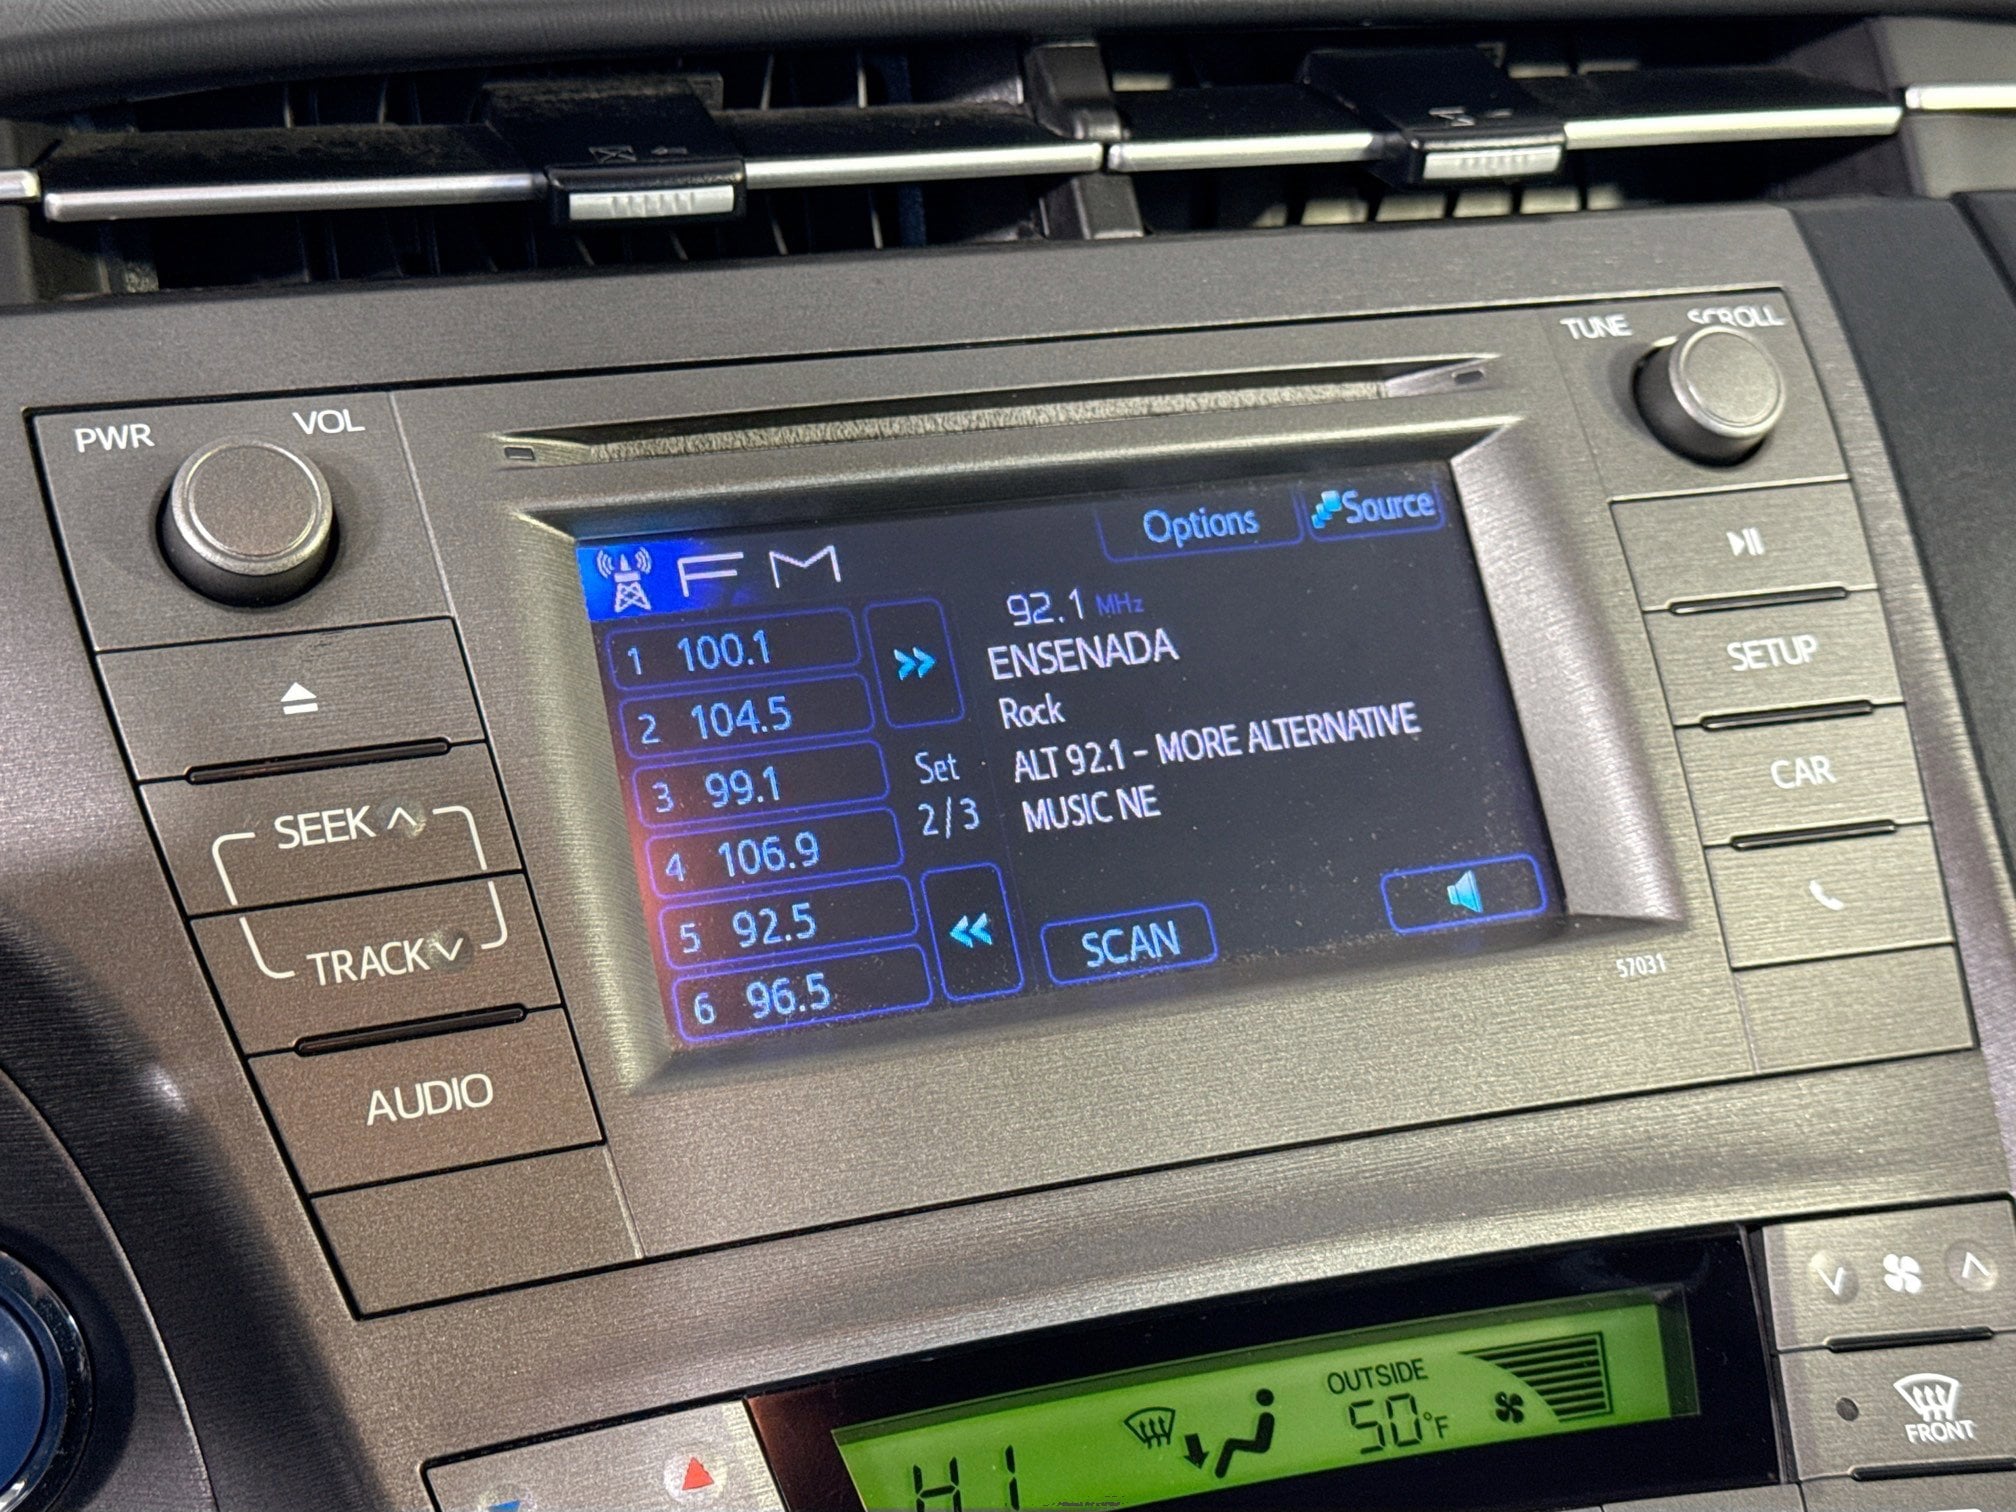 TUNE SCROLL
PWR VOL
Options Source
FM
92.1 MHz
ENSENADA
Rock
ALT 92.1 - MORE ALTERNATIVE
MUSIC NE
1 100.1
2 104.5
3 99.1
4 106.9
5 92.5
6 96.5
Set
2/3
SCAN
57031
SEEK
TRACK
AUDIO
SETUP
CAR
OUTSIDE
50°F
HI
FRONT